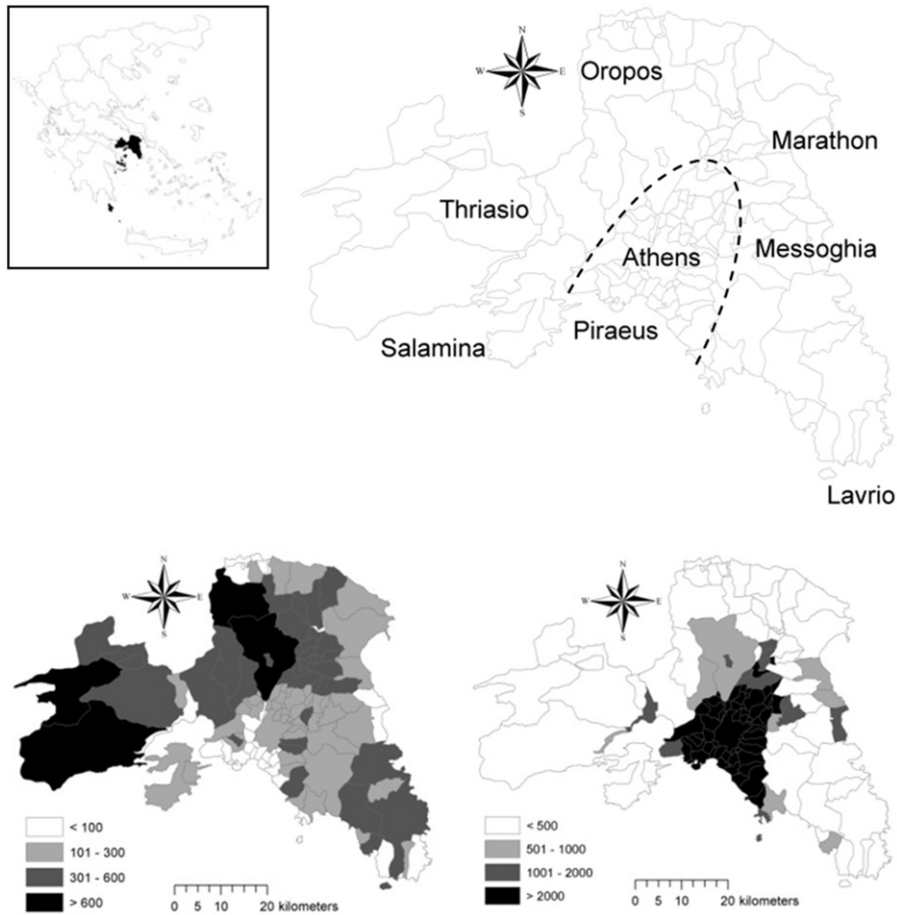 N
W E
S
Oropos
Marathon
Thriasio
Messoghia
Athens
Piraeus
Salamina
Lavrio
N
W E
S
< 100
101 - 300
301 - 600
> 600
0 5 10 20 kilometers
N
W E
S
< 500
501 - 1000
1001 - 2000
> 2000
0 5 10 20 kilometers